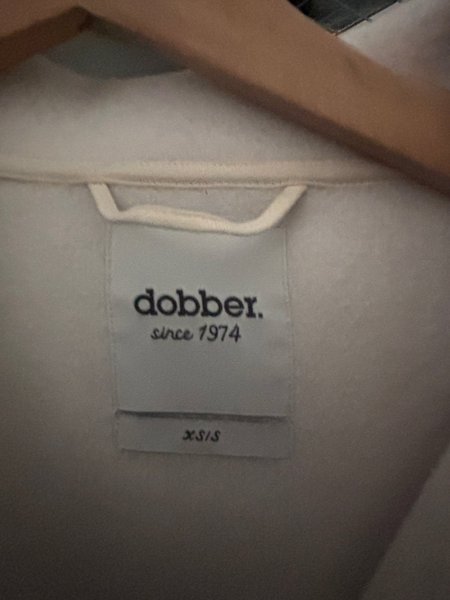 dobber.
since 1974
XS/S